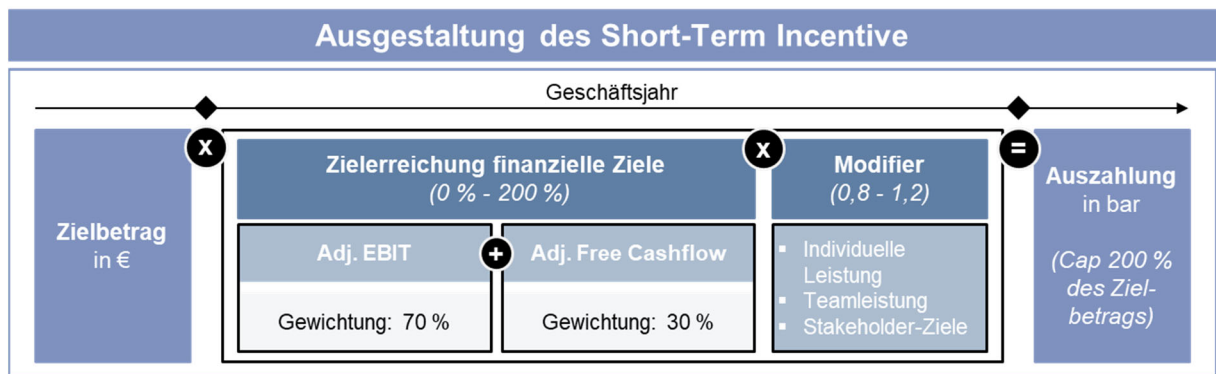 Ausgestaltung des Short-Term Incentive
Geschäftsjahr
Zielbetrag
in €
x
Zielerreichung finanzielle Ziele
(0 % - 200 %)
Adj. EBIT
Gewichtung: 70 %
+
Adj. Free Cashflow
Gewichtung: 30 %
x
Modifier
(0,8 - 1,2)
▪ Individuelle
Leistung
▪ Teamleistung
▪ Stakeholder-Ziele
=
Auszahlung
in bar
(Cap 200 %
des Ziel-
betrags)